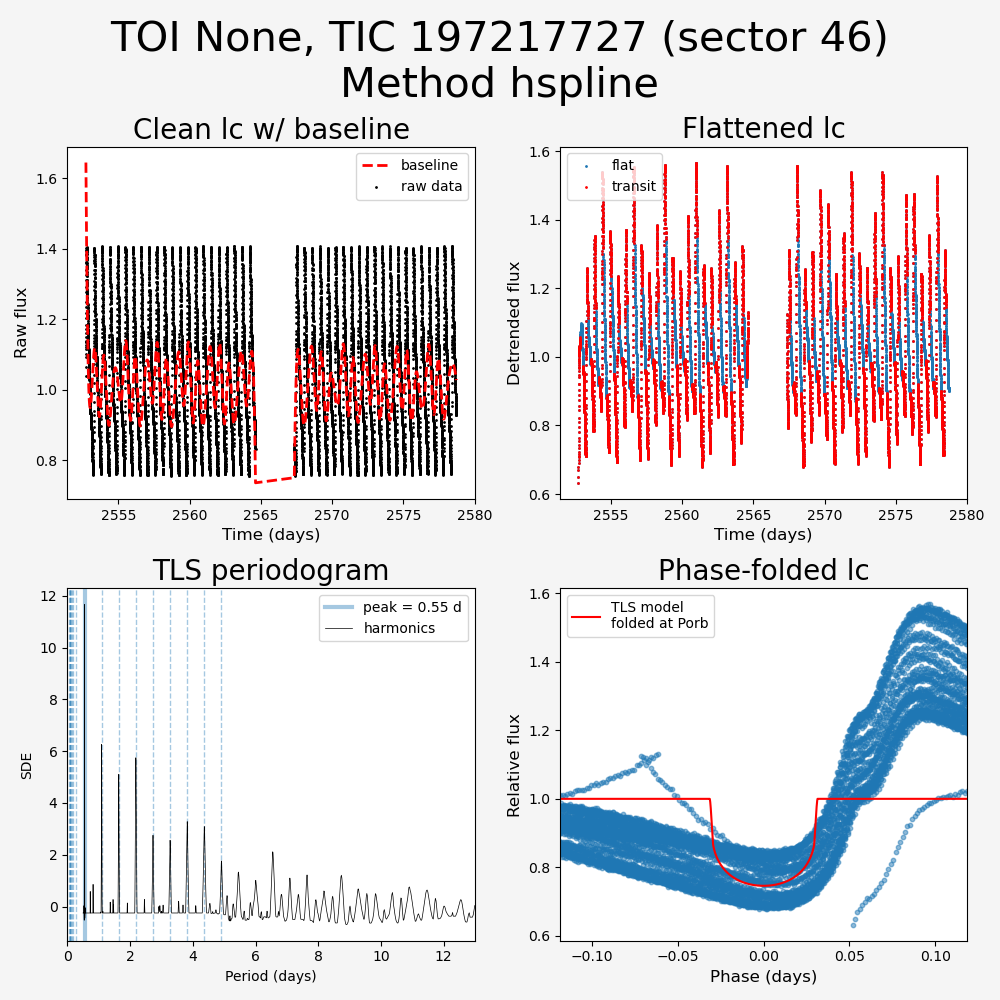 TOI None, TIC 197217727 (sector 46)
Method hspline
Clean lc w/ baseline
baseline
raw data
Raw flux
1.6
1.4
1.2
1.0
0.8
2555
2560
2565
2570
2575
2580
Time (days)
Flattened lc
flat
transit
Detrended flux
1.6
1.4
1.2
1.0
0.8
0.6
2555
2560
2565
2570
2575
2580
Time (days)
TLS periodogram
peak = 0.55 d
harmonics
SDE
12
10
8
6
4
2
0
0
2
4
6
8
10
12
Period (days)
Phase-folded lc
TLS model
folded at Porb
Relative flux
1.6
1.4
1.2
1.0
0.8
0.6
−0.10
−0.05
0.00
0.05
0.10
Phase (days)